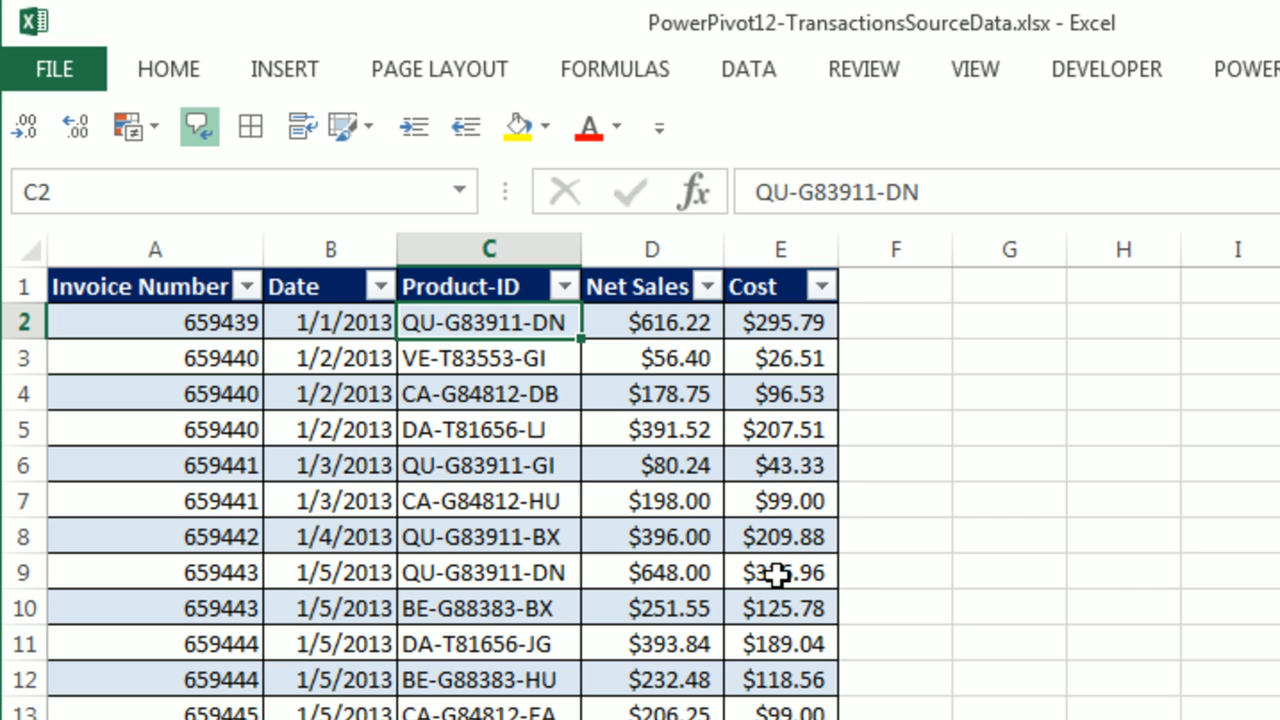 PowerPivot12-TransactionsSourceData.xlsx - Excel
FILE HOME INSERT PAGE LAYOUT FORMULAS DATA REVIEW VIEW DEVELOPER POWER
.00 .0 .0 .00 A
C2 fx QU-G83911-DN
A B C D E F G H I
1 Invoice Number Date Product-ID Net Sales Cost
2 659439 1/1/2013 QU-G83911-DN $616.22 $295.79
3 659440 1/2/2013 VE-T83553-GI $56.40 $26.51
4 659440 1/2/2013 CA-G84812-DB $178.75 $96.53
5 659440 1/2/2013 DA-T81656-LJ $391.52 $207.51
6 659441 1/3/2013 QU-G83911-GI $80.24 $43.33
7 659441 1/3/2013 CA-G84812-HU $198.00 $99.00
8 659442 1/4/2013 QU-G83911-BX $396.00 $209.88
9 659443 1/5/2013 QU-G83911-DN $648.00
10 659443 1/5/2013 BE-G88383-BX $251.55 $125.78
11 659444 1/5/2013 DA-T81656-JG $393.84 $189.04
12 659444 1/5/2013 BE-G88383-HU $232.48 $118.56
13 659445 1/5/2013 CA-G84812-FA $206.25 $99.00